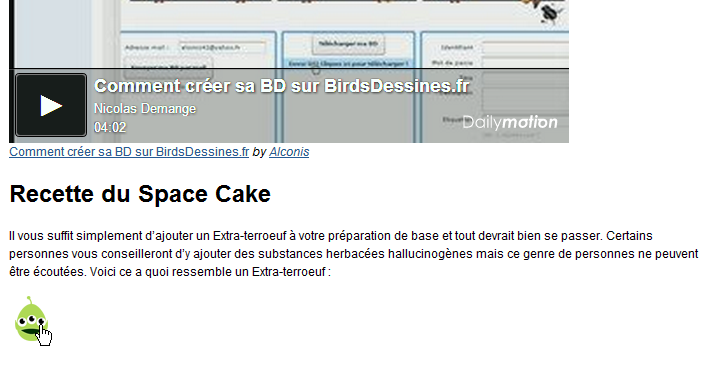 Adresse mail :
Télécharger ma BD
Identifiant
Mot de passe
Comment créer sa BD sur BirdsDessines.fr
Nicolas Demange
04:02
Dailymotion
Comment créer sa BD sur BirdsDessines.fr by Alconis
Recette du Space Cake
Il vous suffit simplement d'ajouter un Extra-terroeuf à votre préparation de base et tout devrait bien se passer. Certains
personnes vous conseilleront d'y ajouter des substances herbacées hallucinogènes mais ce genre de personnes ne peuvent
être écoutées. Voici ce a quoi ressemble un Extra-terroeuf :